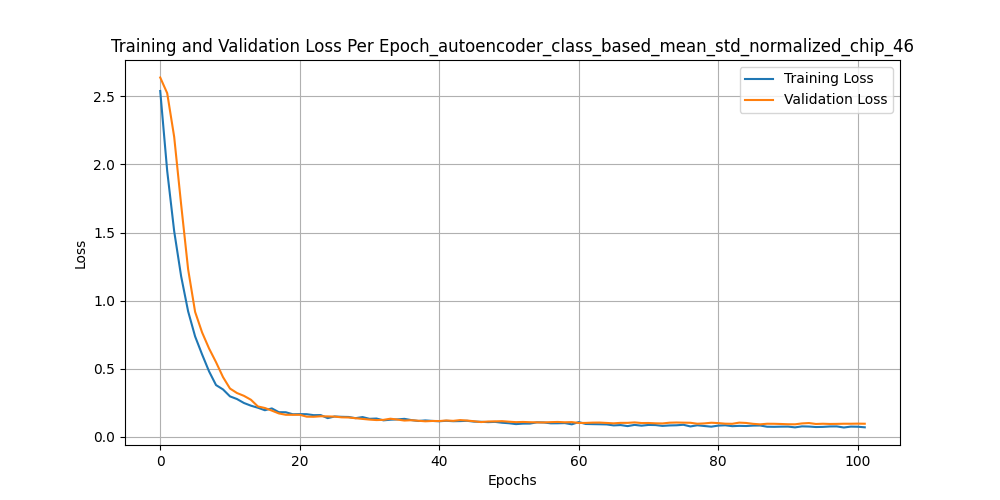 Training and Validation Loss Per Epoch_autoencoder_class_based_mean_std_normalized_chip_46
Training Loss
Validation Loss
2.5
2.0
1.5
1.0
0.5
0.0
Loss
0 20 40 60 80 100
Epochs